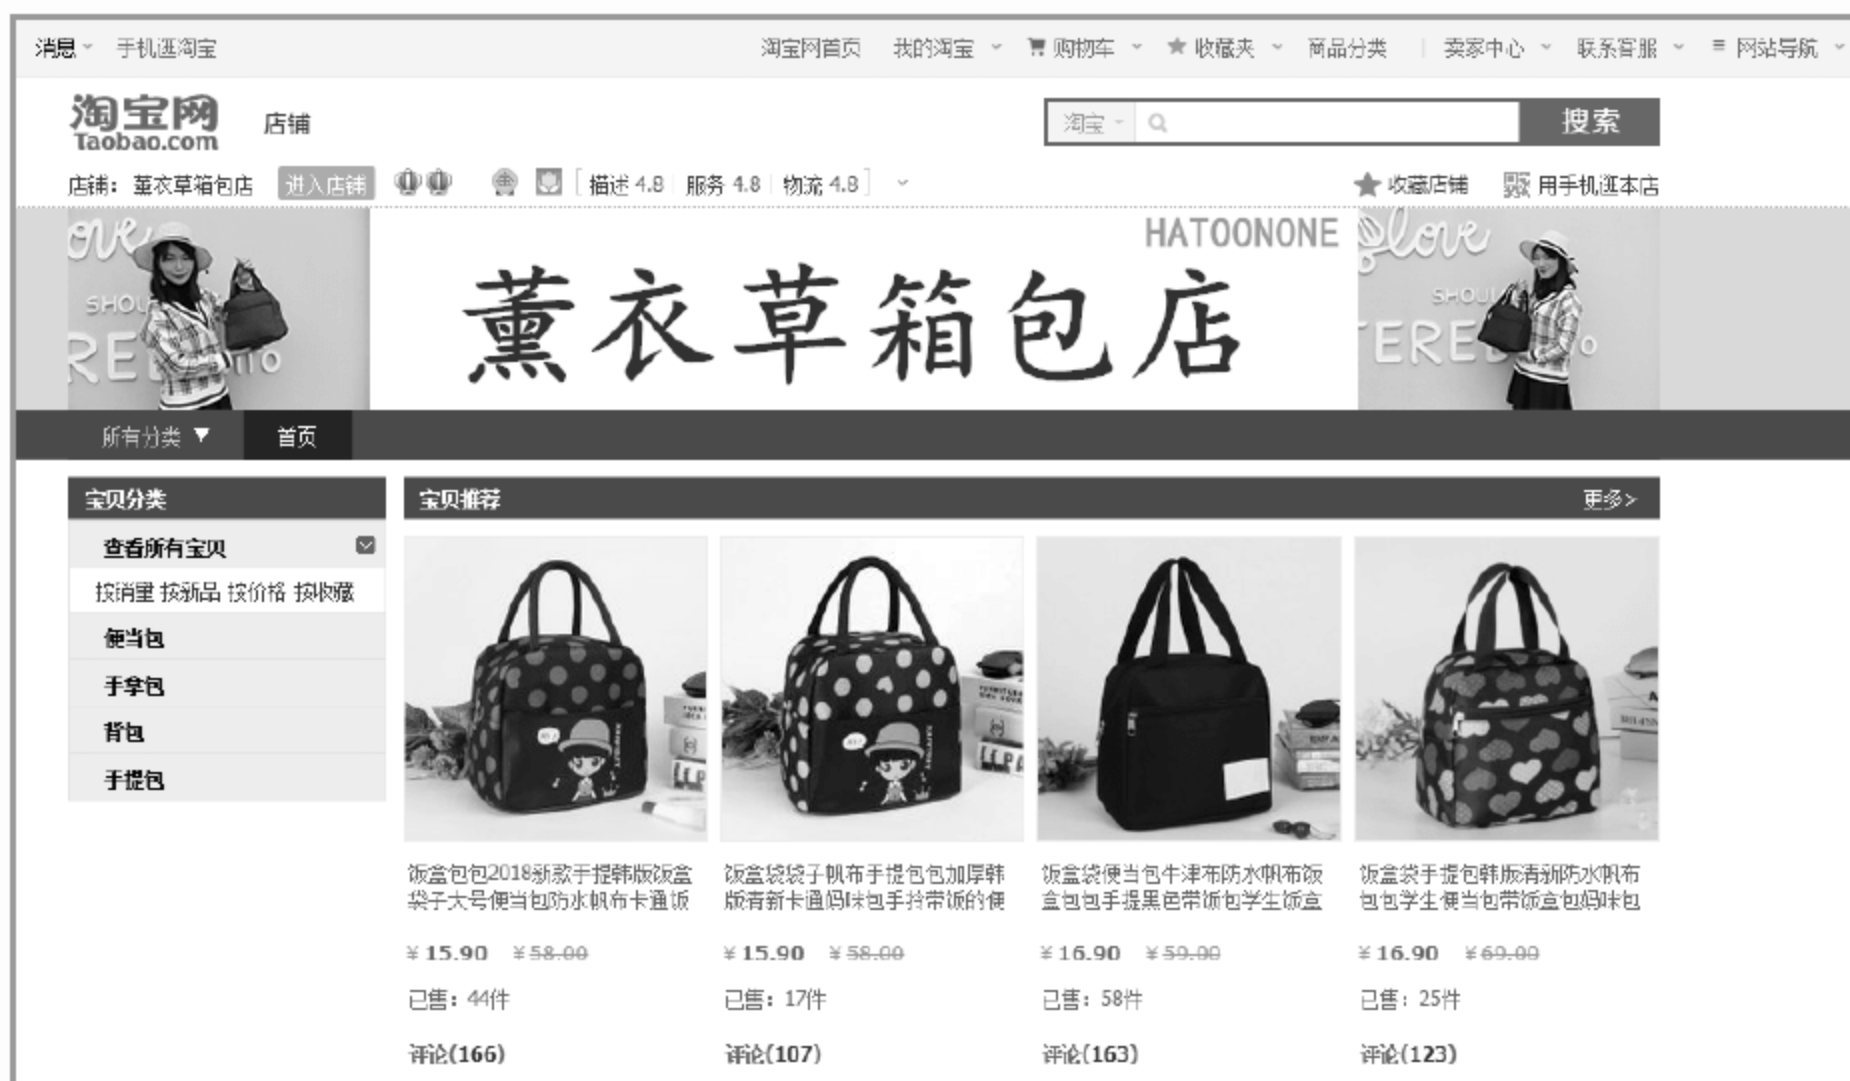 消息 手机逛淘宝 淘宝网首页 我的淘宝 购物车 收藏夹 商品分类 卖家中心 联系客服 网站导航
淘宝网
Taobao.com
店铺
淘宝 搜索
店铺：薰衣草箱包店 进入店铺 描述 4.8 服务 4.8 物流 4.8 收藏店铺 用手机逛本店
HATOONONE
薰衣草箱包店
所有分类 首页
宝贝分类
查看所有宝贝
按销量 按新品 按价格 按收藏
便当包
手拿包
背包
手提包
宝贝推荐 更多>
饭盒包包2018新款手提韩版饭盒
袋子大号便当包防水帆布卡通饭
¥ 15.90 ¥ 58.00
已售：44件
评论(166)
饭盒袋袋子帆布手提包包加厚韩
版清新卡通妈咪包手拎带饭的便
¥ 15.90 ¥ 58.00
已售：17件
评论(107)
饭盒袋便当包牛津布防水帆布饭
盒包包手提黑色带饭包学生饭盒
¥ 16.90 ¥ 59.00
已售：58件
评论(163)
饭盒袋手提包韩版清新防水帆布
包包学生便当包带饭盒包妈咪包
¥ 16.90 ¥ 69.00
已售：25件
评论(123)